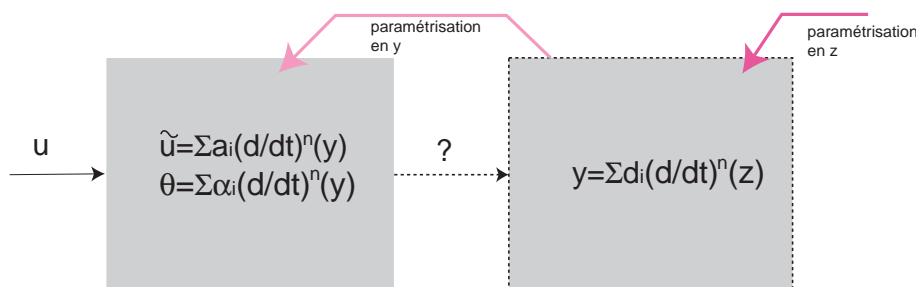 paramétrisation
en y
paramétrisation
en z
u
ũ=Σaᵢ(d/dt)ⁿ(y)
θ=Σαᵢ(d/dt)ⁿ(y)
?
y=Σdᵢ(d/dt)ⁿ(z)